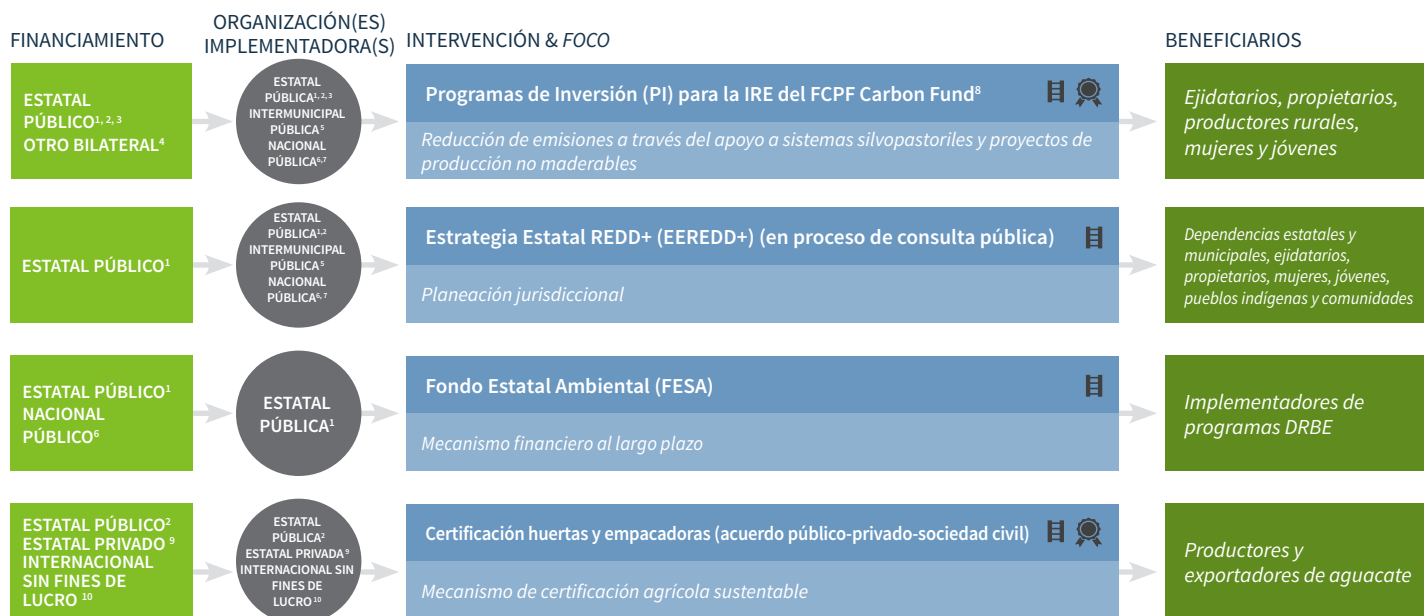 FINANCIAMIENTO
ORGANIZACIÓN(ES)
IMPLEMENTADORA(S)
INTERVENCIÓN & FOCO
BENEFICIARIOS
ESTATAL
PÚBLICO1, 2, 3
OTRO BILATERAL4
ESTATAL
PÚBLICA1, 2, 3
INTERMUNICIPAL
PÚBLICA5
NACIONAL
PÚBLICA6,7
Programas de Inversión (PI) para la IRE del FCPF Carbon Fund8
Reducción de emisiones a través del apoyo a sistemas silvopastoriles y proyectos de
producción no maderables
Ejidatarios, propietarios,
productores rurales,
mujeres y jóvenes
ESTATAL PÚBLICO1
ESTATAL
PÚBLICA1,2
INTERMUNICIPAL
PÚBLICA5
NACIONAL
PÚBLICA6, 7
Estrategia Estatal REDD+ (EEREDD+) (en proceso de consulta pública)
Planeación jurisdiccional
Dependencias estatales y
municipales, ejidatarios,
propietarios, mujeres, jóvenes,
pueblos indígenas y comunidades
ESTATAL PÚBLICO1
NACIONAL
PÚBLICO6
ESTATAL
PÚBLICA1
Fondo Estatal Ambiental (FESA)
Mecanismo financiero al largo plazo
Implementadores de
programas DRBE
ESTATAL PÚBLICO2
ESTATAL PRIVADO 9
INTERNACIONAL
SIN FINES DE
LUCRO 10
ESTATAL
PÚBLICA2
ESTATAL PRIVADA 9
INTERNACIONAL SIN
FINES DE
LUCRO 10
Certificación huertas y empacadoras (acuerdo público-privado-sociedad civil)
Mecanismo de certificación agrícola sustentable
Productores y
exportadores de aguacate